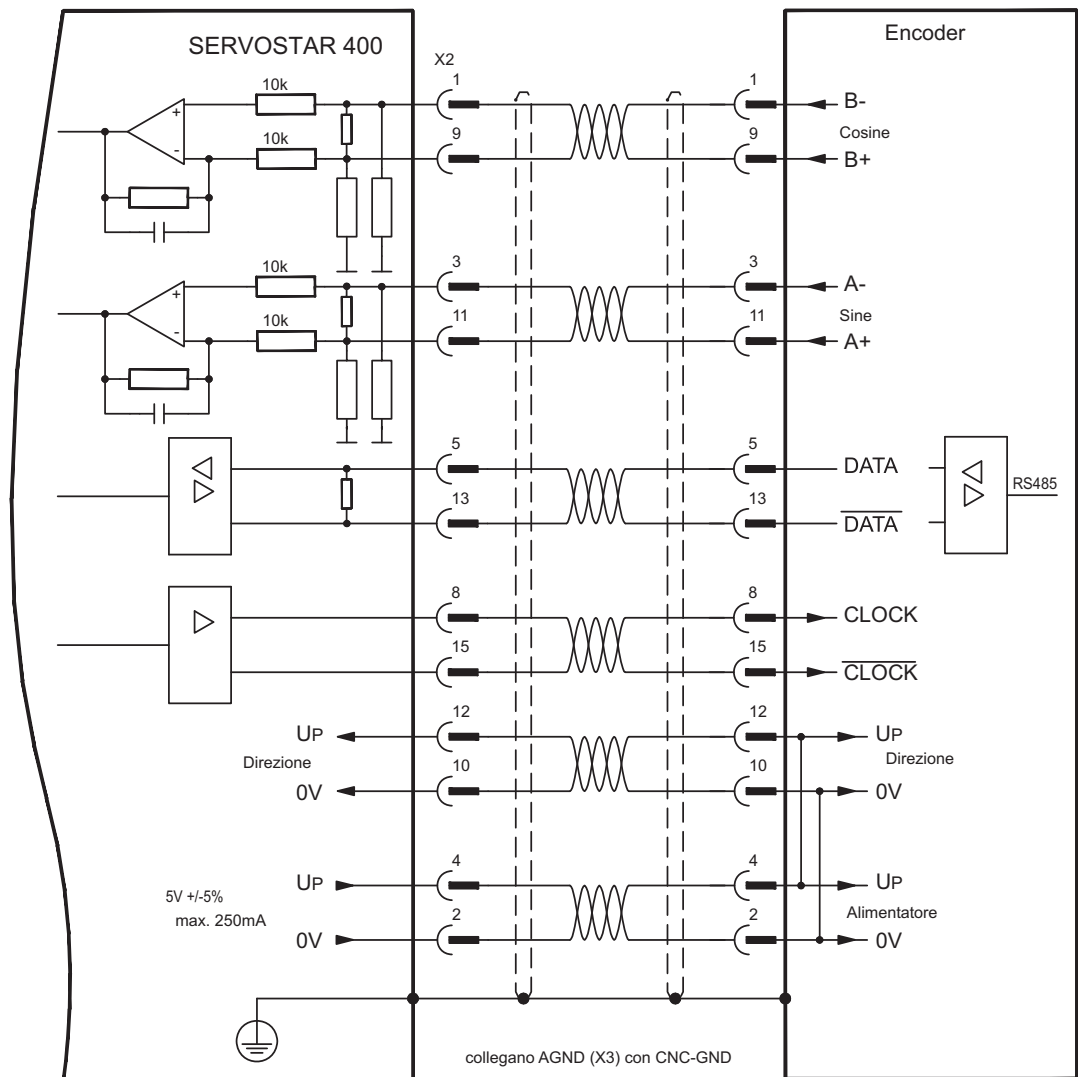 SERVOSTAR 400
Encoder
X2
10k
1
1
B-
Cosine
+
10k
9
9
B+
-
10k
3
3
A-
Sine
+
10k
11
11
A+
-
5
5
DATA
RS485
13
13
DATA
8
8
CLOCK
15
15
CLOCK
UP
12
12
UP
Direzione
Direzione
0V
10
10
0V
5V +/-5%
UP
4
4
UP
max. 250mA
Alimentatore
0V
2
2
0V
collegano AGND (X3) con CNC-GND